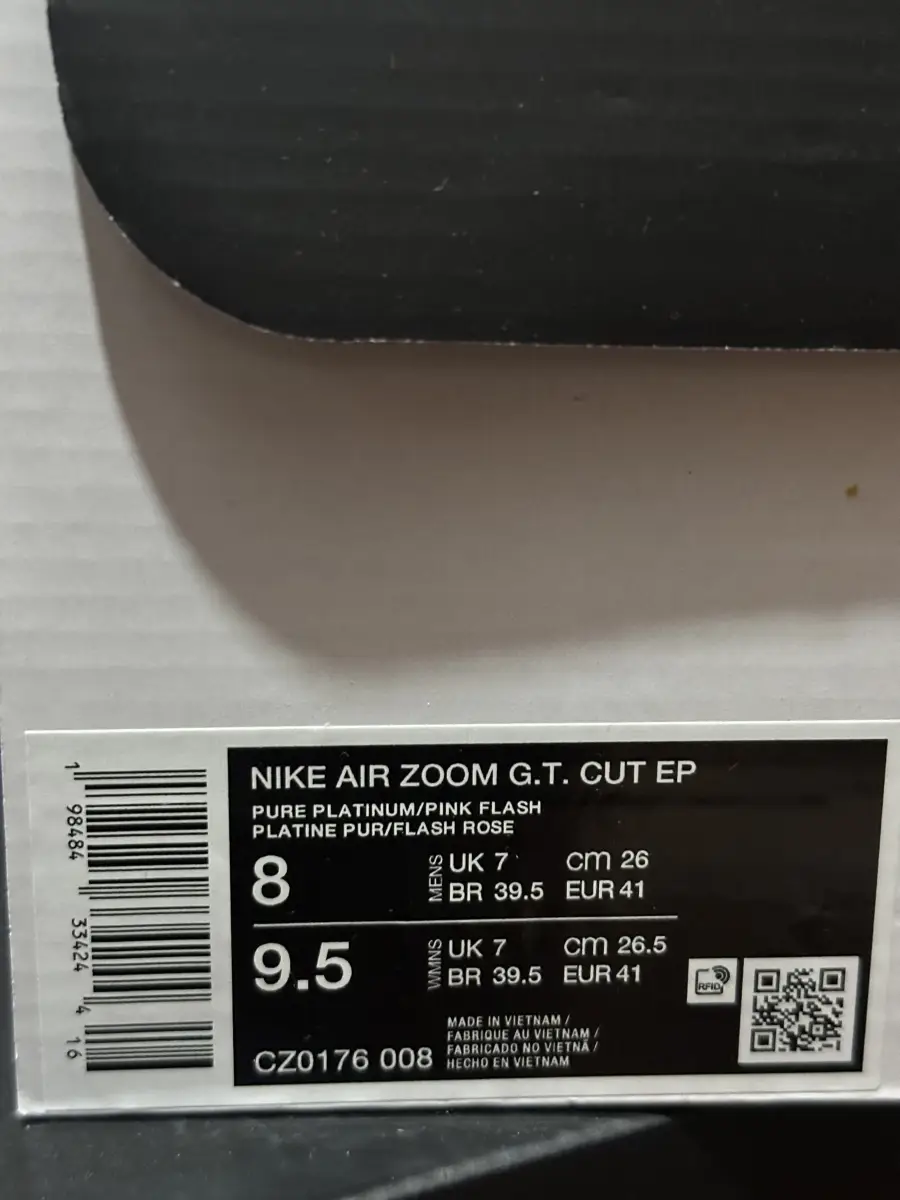 NIKE AIR ZOOM G.T. CUT EP
PURE PLATINUM/PINK FLASH
PLATINE PUR/FLASH ROSE
8
MENS
UK 7 cm 26
BR 39.5 EUR 41
9.5
WMNS
UK 7 cm 26.5
BR 39.5 EUR 41
RFID
CZ0176 008
MADE IN VIETNAM /
FABRIQUE AU VIETNAM /
FABRICADO NO VIETNÃ /
HECHO EN VIETNAM
1 98484 33424 4 16